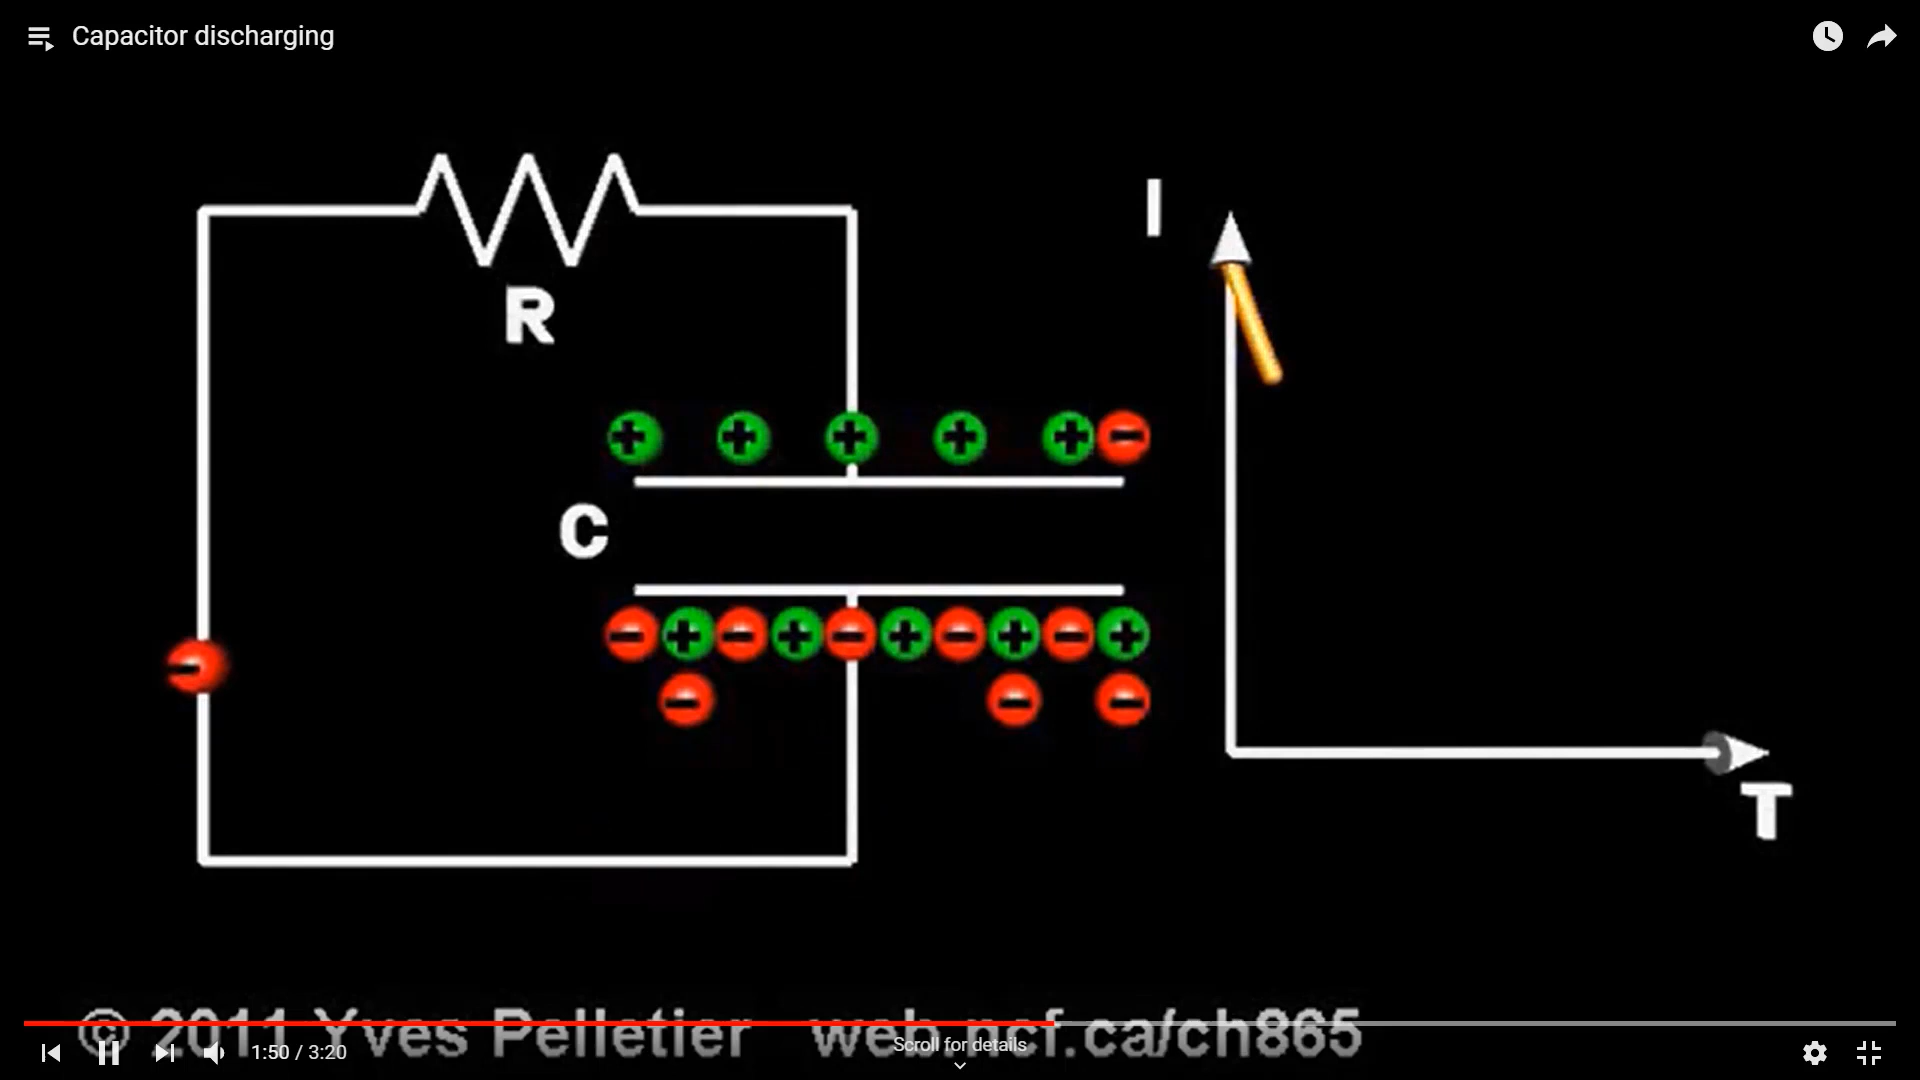 Capacitor discharging
I
R
+ + + + + -
C
- + - + - + - + - +
-
- - -
T
© 2011 Yves Pelletier web.ncf.ca/ch865
Scroll for details
1:50 / 3:20